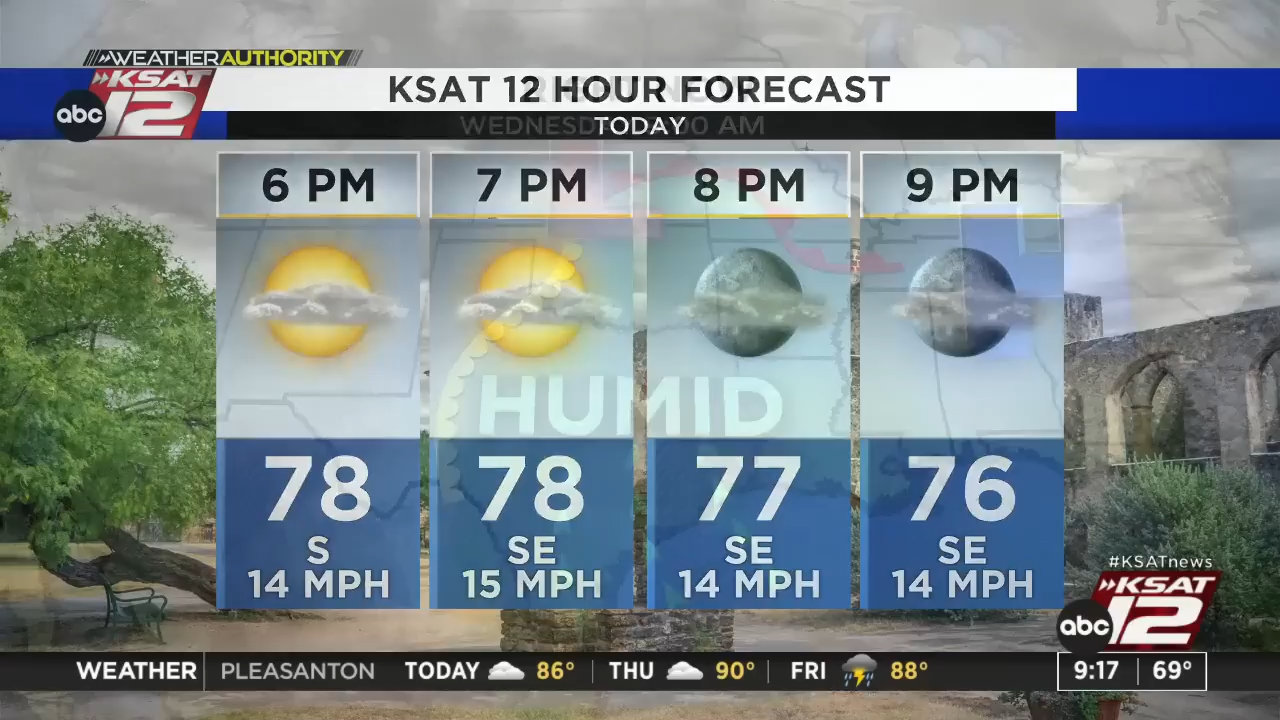 WEATHERAUTHORITY
KSAT
abc 12
KSAT 12 HOUR FORECAST
TODAY
6 PM 7 PM 8 PM 9 PM
HUMID
78 78 77 76
S SE SE SE
14 MPH 15 MPH 14 MPH 14 MPH
#KSATnews
KSAT
abc 12
WEATHER PLEASANTON TODAY 86° THU 90° FRI 88° 9:17 69°